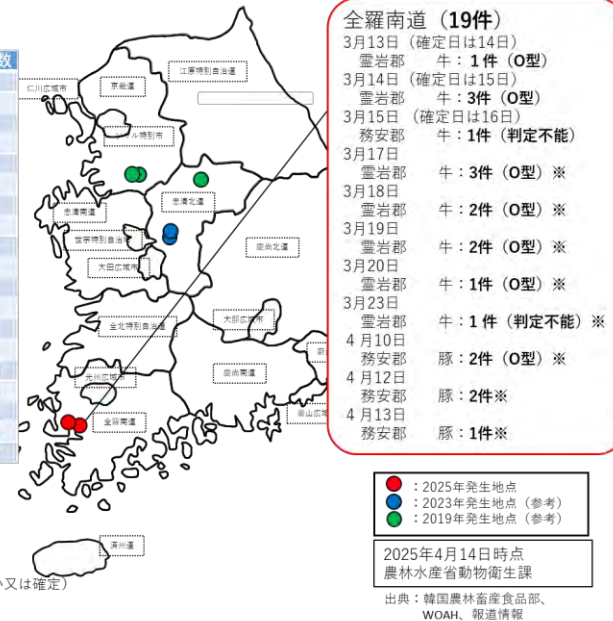 数
全羅南道（19件）
3月13日（確定日は14日）
霊岩郡　牛：1件（O型）
3月14日（確定日は15日）
霊岩郡　牛：3件（O型）
3月15日（確定日は16日）
務安郡　牛：1件（判定不能）
3月17日
霊岩郡　牛：3件（O型）※
3月18日
霊岩郡　牛：2件（O型）※
3月19日
霊岩郡　牛：2件（O型）※
3月20日
霊岩郡　牛：1件（O型）※
3月23日
霊岩郡　牛：1件（判定不能）※
4月10日
務安郡　豚：2件（O型）※
4月12日
務安郡　豚：2件※
4月13日
務安郡　豚：1件※
江原特別自治道
仁川広域市
京畿道
忠清北道
忠清南道
世宗特別自治市
大田広域市
慶尚北道
全北特別自治道
大邱広域市
光州広域市
慶尚南道
全羅南道
済州道
：2025年発生地点
：2023年発生地点（参考）
：2019年発生地点（参考）
2025年4月14日時点
農林水産省動物衛生課
出典：韓国農林畜産食品部、
WOAH、報道情報
い又は確定）